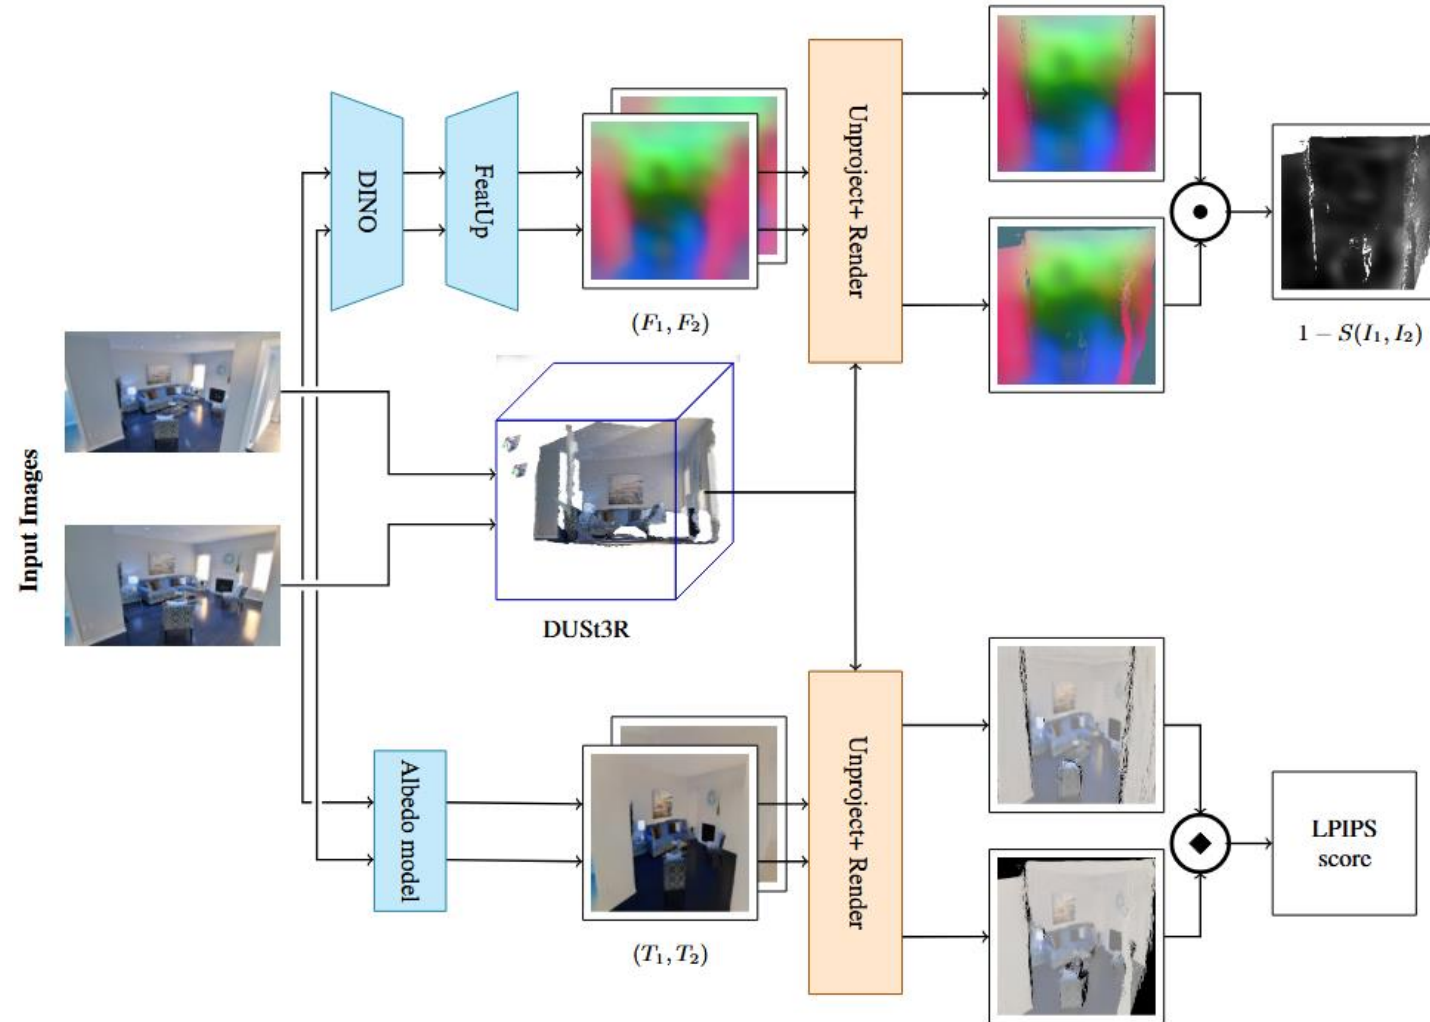 Input Images
DINO
FeatUp
(F₁, F₂)
Unproject+ Render
1 − S(I₁, I₂)
DUSt3R
Albedo model
(T₁, T₂)
Unproject+ Render
LPIPS
score